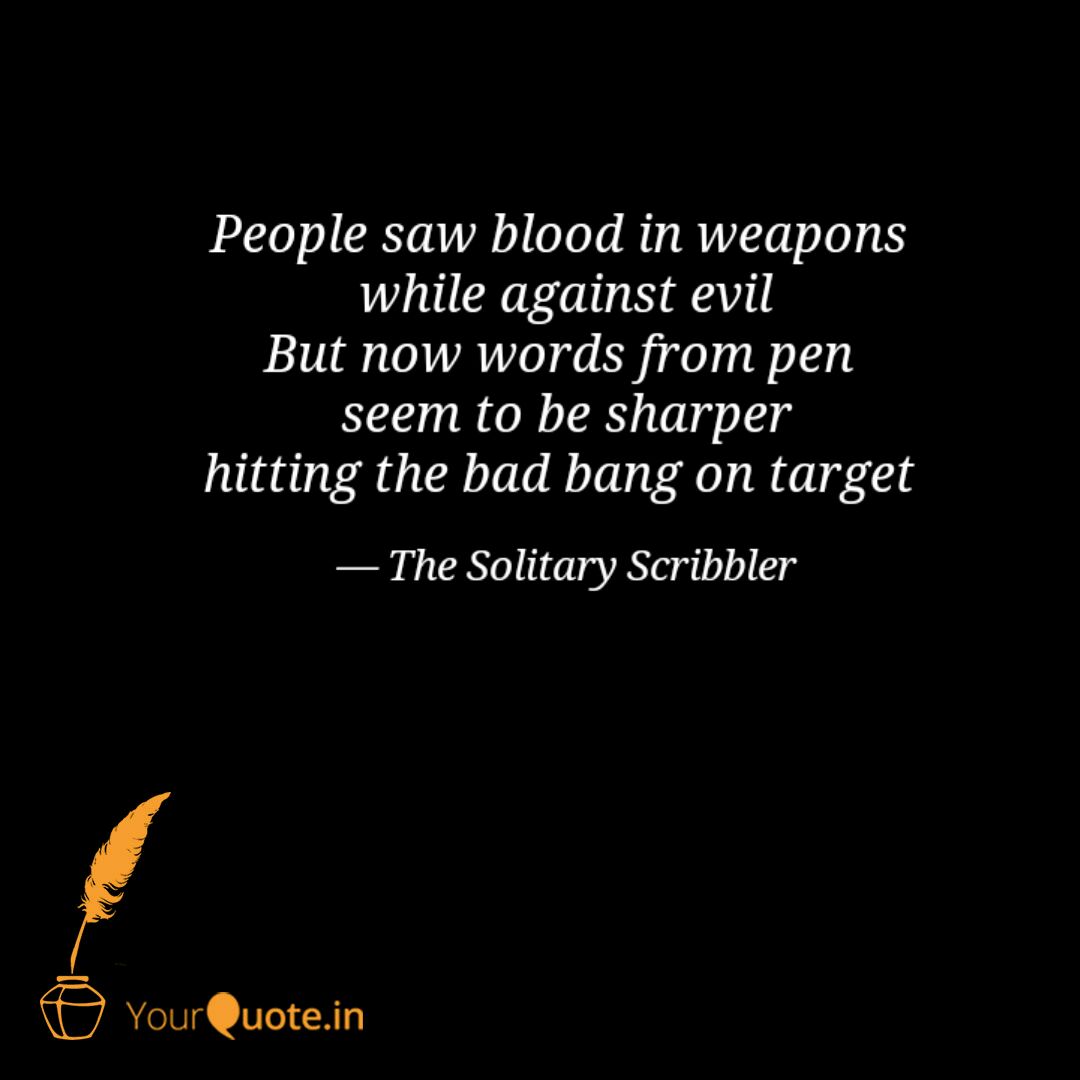 People saw blood in weapons
while against evil
But now words from pen
seem to be sharper
hitting the bad bang on target
— The Solitary Scribbler
YourQuote.in